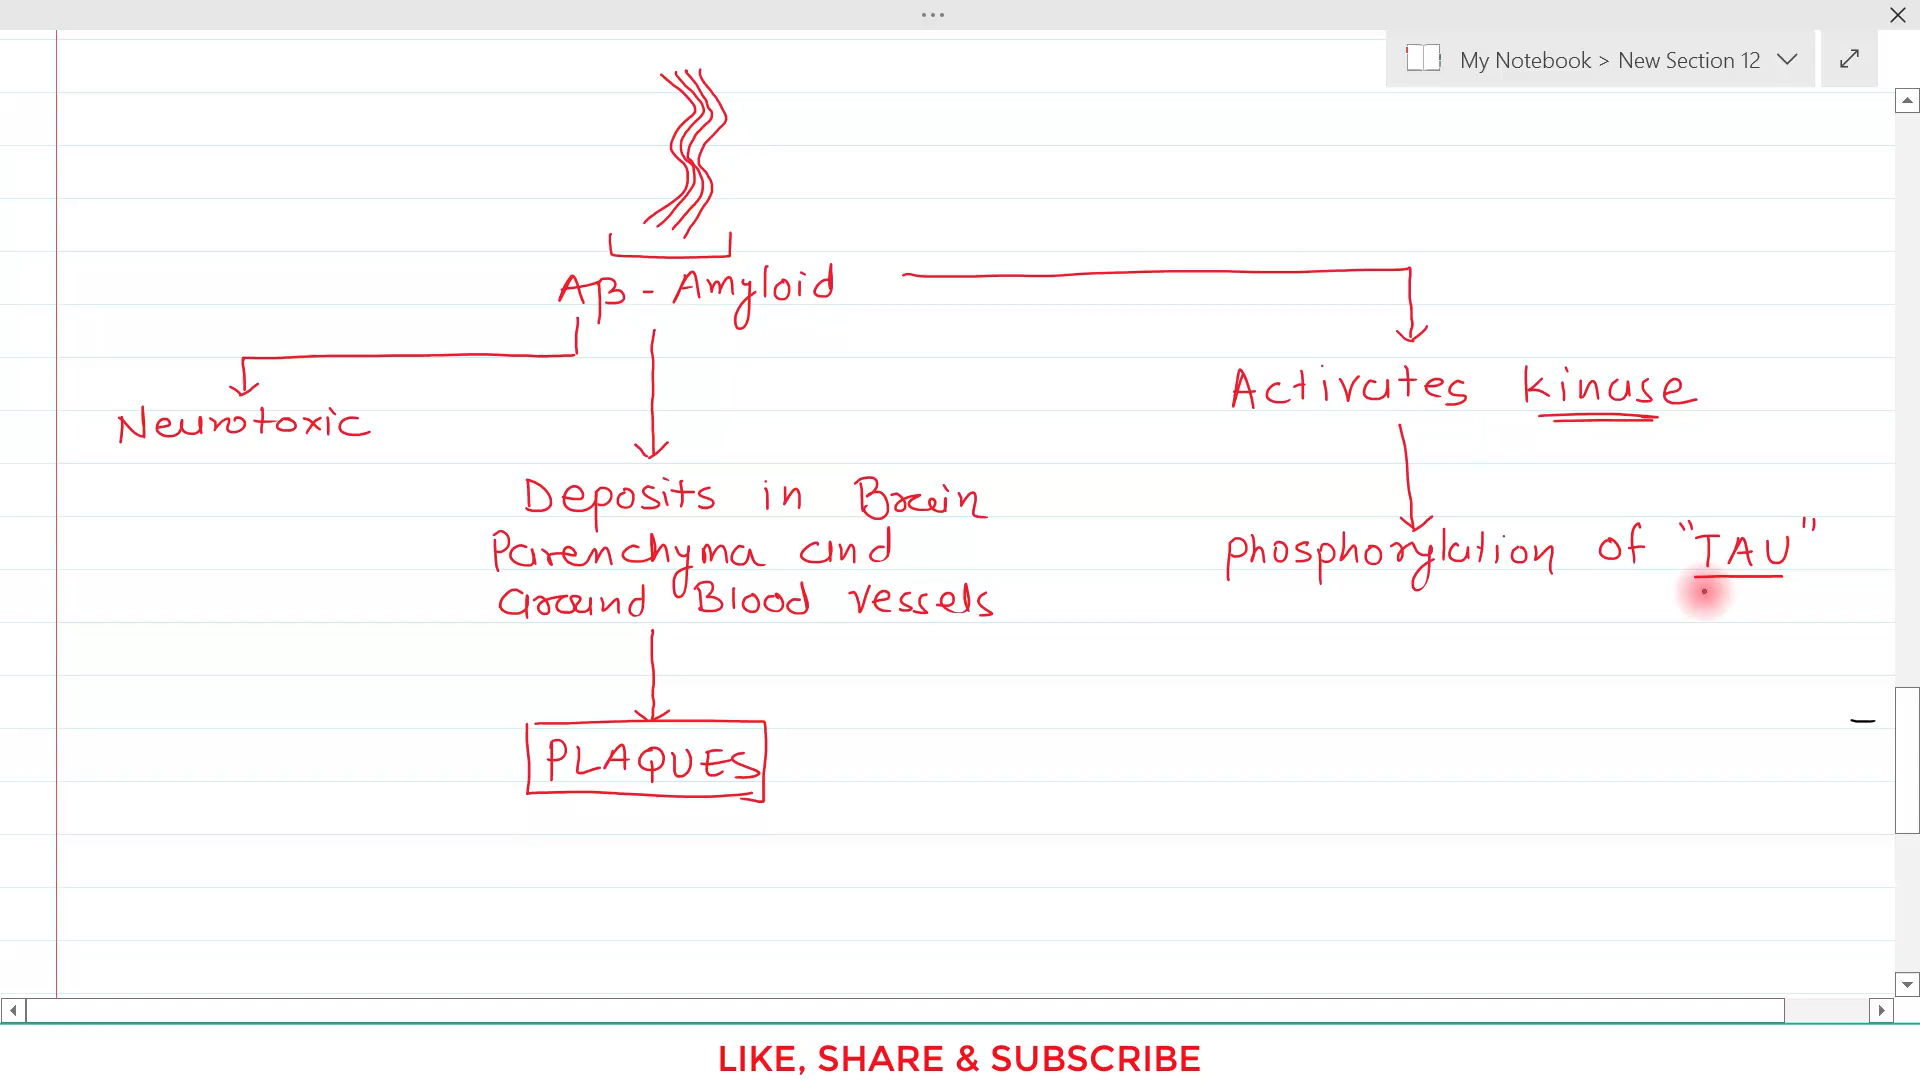 My Notebook > New Section 12
Aβ - Amyloid
Neurotoxic
Activates kinase
Deposits in Brain
Parenchyma and
around Blood vessels
phosphorylation of "TAU"
PLAQUES
LIKE, SHARE & SUBSCRIBE